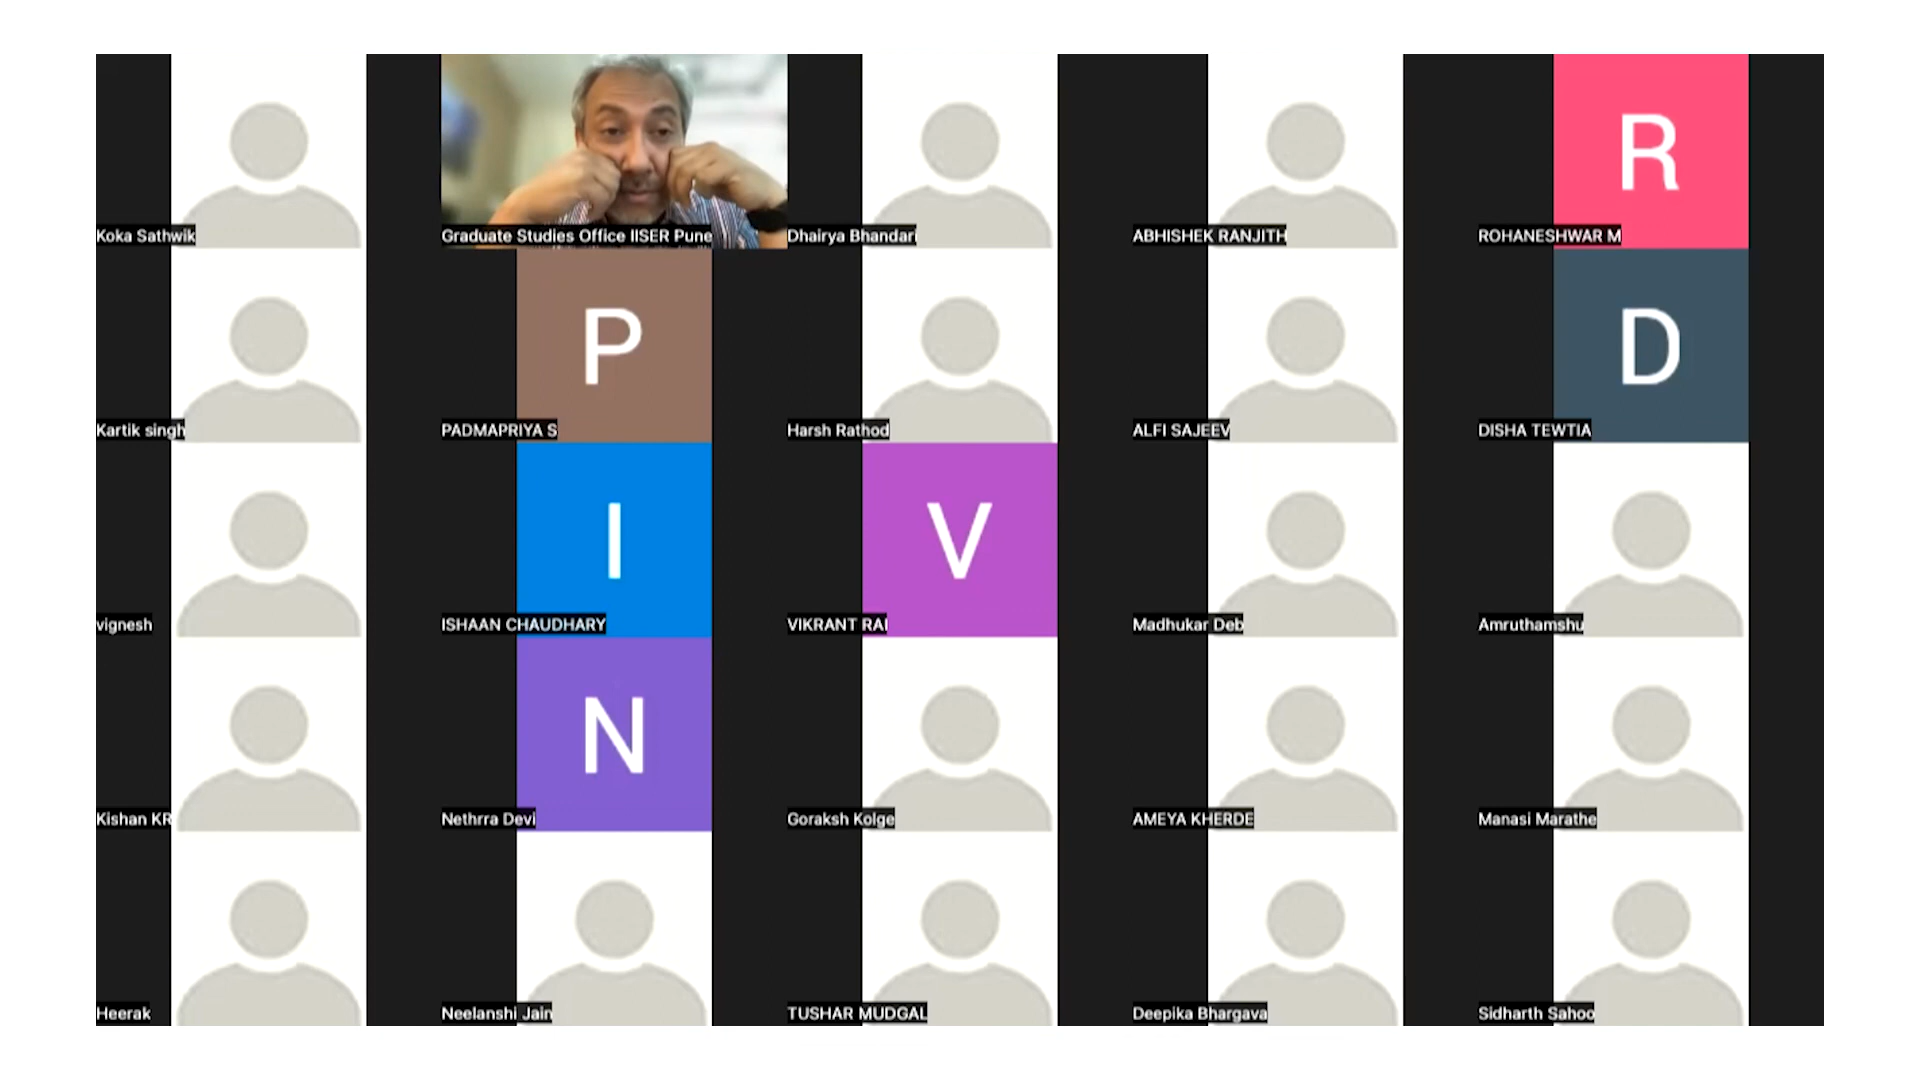 Koka Sathwik
Graduate Studies Office IISER Pune
Dhairya Bhandari
ABHISHEK RANJITH
R
ROHANESHWAR M
Kartik singh
P
PADMAPRIYA S
Harsh Rathod
ALFI SAJEEV
D
DISHA TEWTIA
vignesh
I
ISHAAN CHAUDHARY
V
VIKRANT RAI
Madhukar Deb
Amruthamshu
Kishan KR
N
Nethrra Devi
Goraksh Kolge
AMEYA KHERDE
Manasi Marathe
Heerak
Neelanshi Jain
TUSHAR MUDGAL
Deepika Bhargava
Sidharth Sahoo